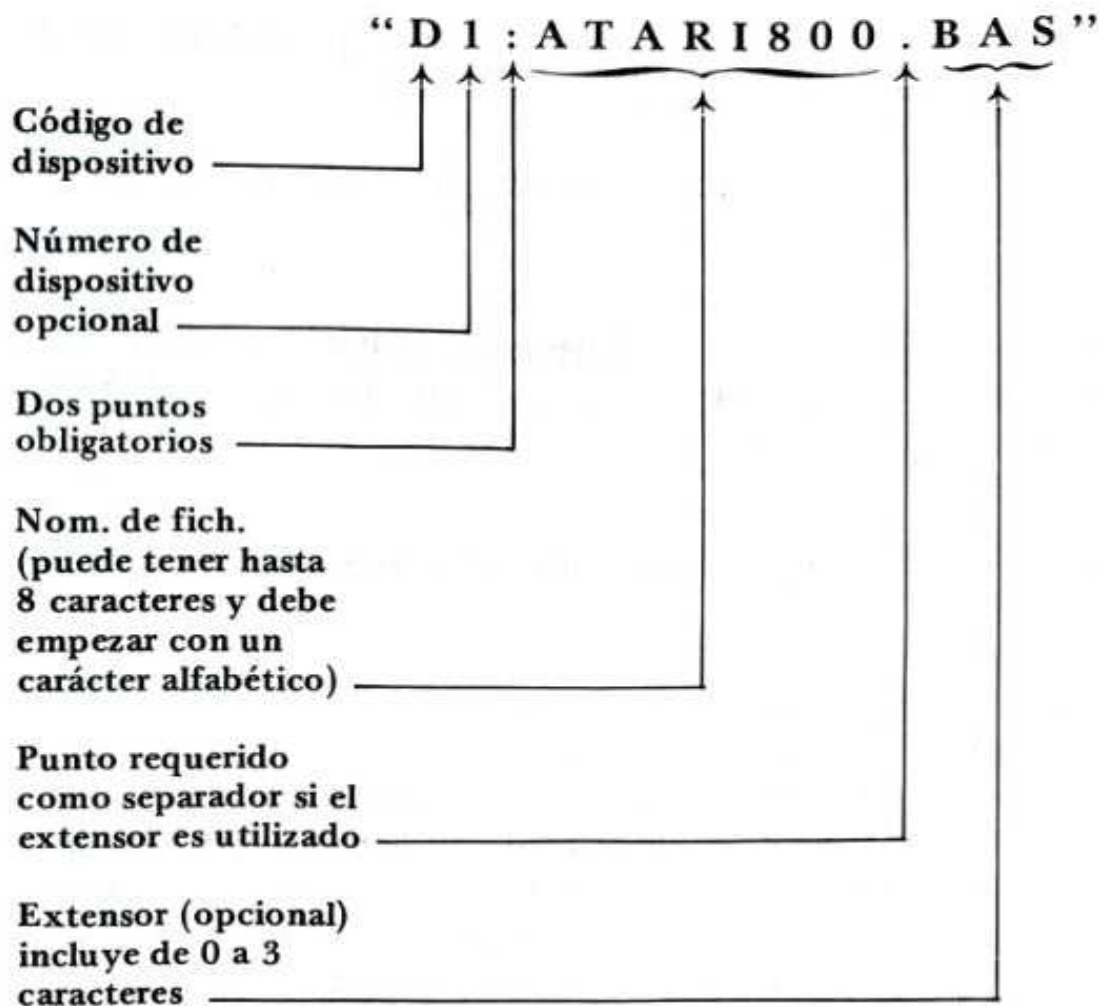 “D1:ATARI800.BAS”
Código de
dispositivo
Número de
dispositivo
opcional
Dos puntos
obligatorios
Nom. de fich.
(puede tener hasta
8 caracteres y debe
empezar con un
carácter alfabético)
Punto requerido
como separador si el
extensor es utilizado
Extensor (opcional)
incluye de 0 a 3
caracteres